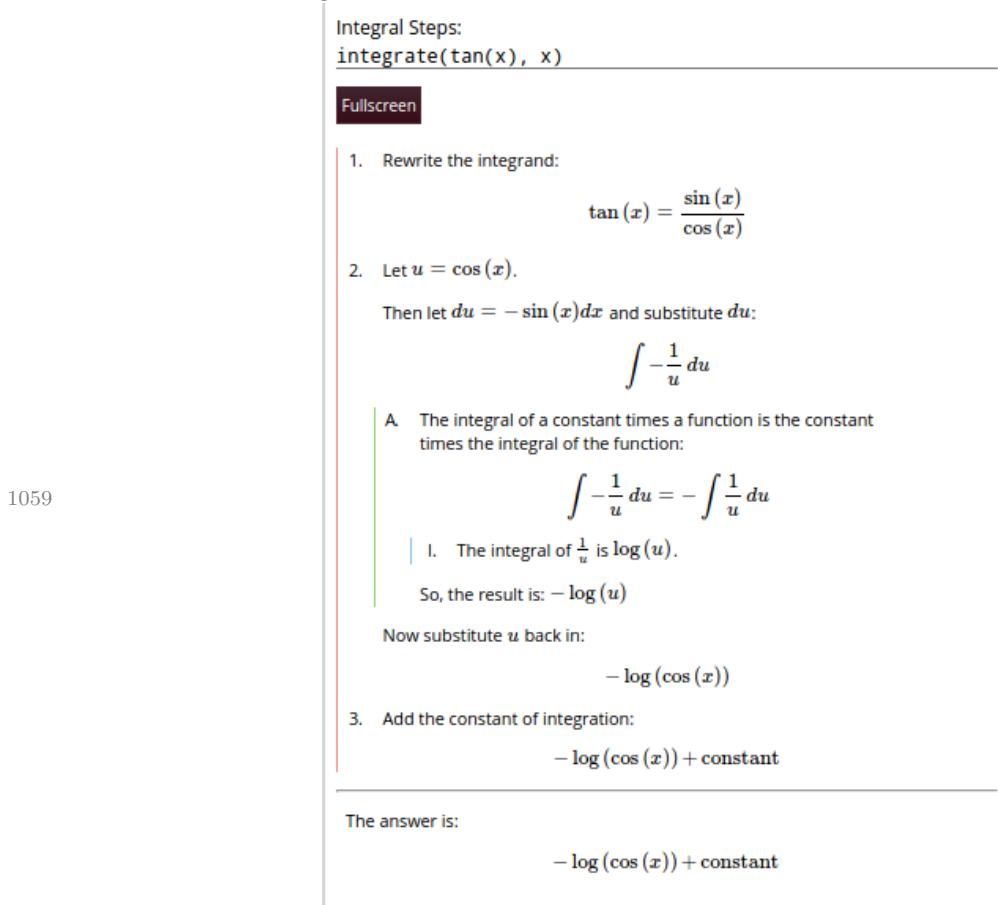 Integral Steps:
integrate(tan(x), x)
Fullscreen
1. Rewrite the integrand:
tan (x) = sin (x) / cos (x)
2. Let u = cos (x).
Then let du = − sin (x)dx and substitute du:
∫ −1/u du
A. The integral of a constant times a function is the constant
times the integral of the function:
1059
∫ −1/u du = − ∫ 1/u du
I. The integral of 1/u is log (u).
So, the result is: − log (u)
Now substitute u back in:
− log (cos (x))
3. Add the constant of integration:
− log (cos (x)) + constant
The answer is:
− log (cos (x)) + constant